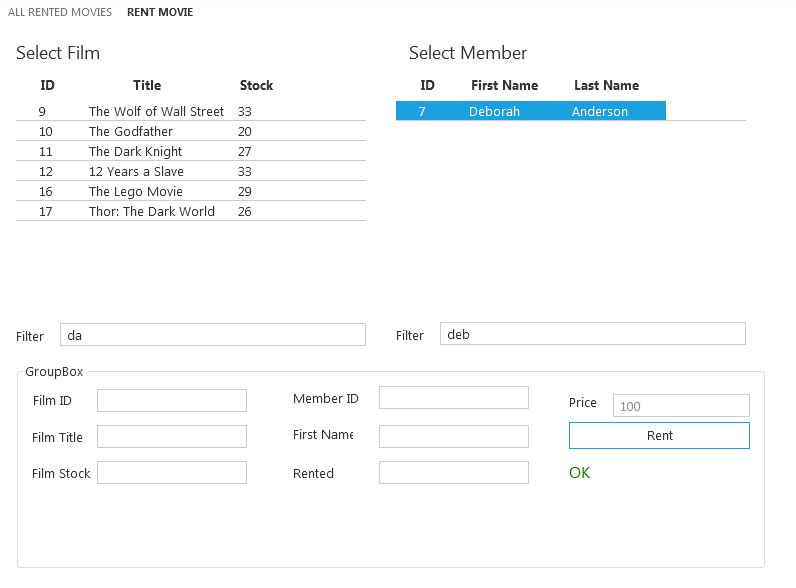 ALL RENTED MOVIES RENT MOVIE
Select Film Select Member
ID Title Stock ID First Name Last Name
9 The Wolf of Wall Street 33 7 Deborah Anderson
10 The Godfather 20
11 The Dark Knight 27
12 12 Years a Slave 33
16 The Lego Movie 29
17 Thor: The Dark World 26
Filter da Filter deb
GroupBox
Film ID Member ID Price 100
Film Title First Name Rent
Film Stock Rented OK